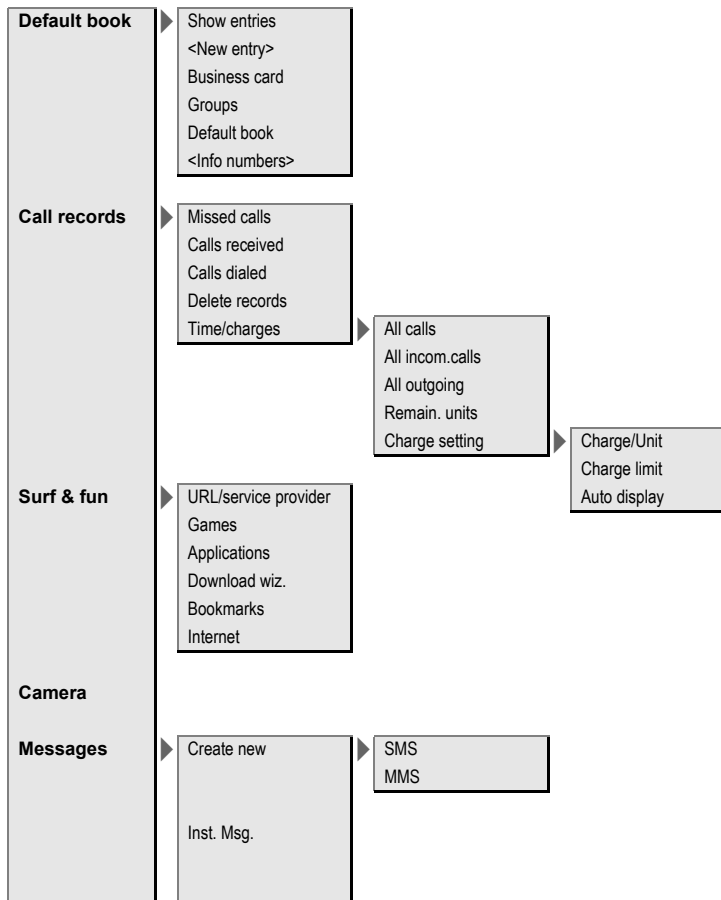 Default book
Show entries
<New entry>
Business card
Groups
Default book
<Info numbers>
Call records
Missed calls
Calls received
Calls dialed
Delete records
Time/charges
All calls
All incom.calls
All outgoing
Remain. units
Charge setting
Charge/Unit
Charge limit
Auto display
Surf & fun
URL/service provider
Games
Applications
Download wiz.
Bookmarks
Internet
Camera
Messages
Create new
SMS
MMS
Inst. Msg.